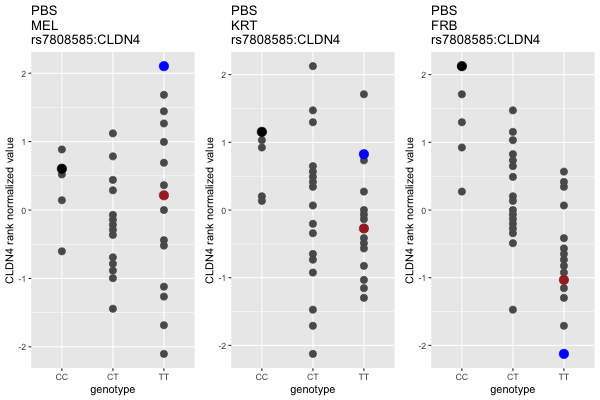 PBS
MEL
rs7808585:CLDN4
CLDN4 rank normalized value
2
1
0
-1
-2
CC CT TT
genotype
PBS
KRT
rs7808585:CLDN4
CLDN4 rank normalized value
2
1
0
-1
-2
CC CT TT
genotype
PBS
FRB
rs7808585:CLDN4
CLDN4 rank normalized value
2
1
0
-1
-2
CC CT TT
genotype